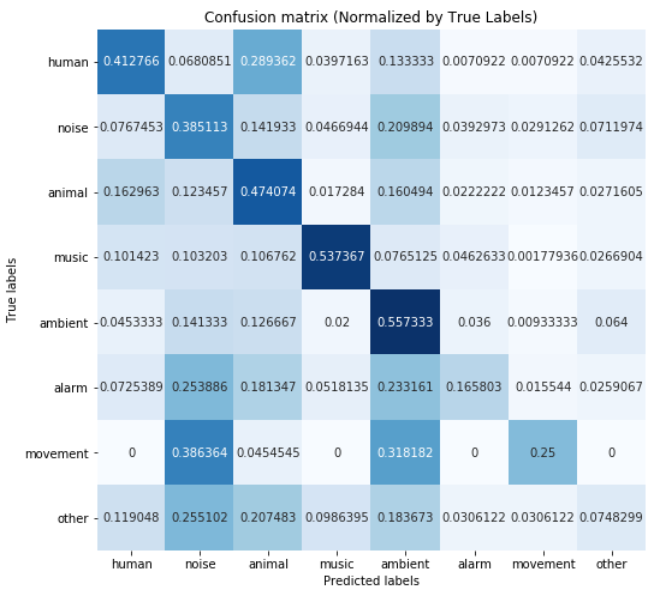 Confusion matrix (Normalized by True Labels)
human 0.412766 0.0680851 0.289362 0.0397163 0.133333 0.0070922 0.0070922 0.0425532
noise 0.0767453 0.385113 0.141933 0.0466944 0.209894 0.0392973 0.0291262 0.0711974
animal 0.162963 0.123457 0.474074 0.017284 0.160494 0.0222222 0.0123457 0.0271605
music 0.101423 0.103203 0.106762 0.537367 0.0765125 0.0462633 0.00177936 0.0266904
ambient 0.0453333 0.141333 0.126667 0.02 0.557333 0.036 0.00933333 0.064
alarm 0.0725389 0.253886 0.181347 0.0518135 0.233161 0.165803 0.015544 0.0259067
movement 0 0.386364 0.0454545 0 0.318182 0 0.25 0
other 0.119048 0.255102 0.207483 0.0986395 0.183673 0.0306122 0.0306122 0.0748299
human noise animal music ambient alarm movement other
Predicted labels
True labels